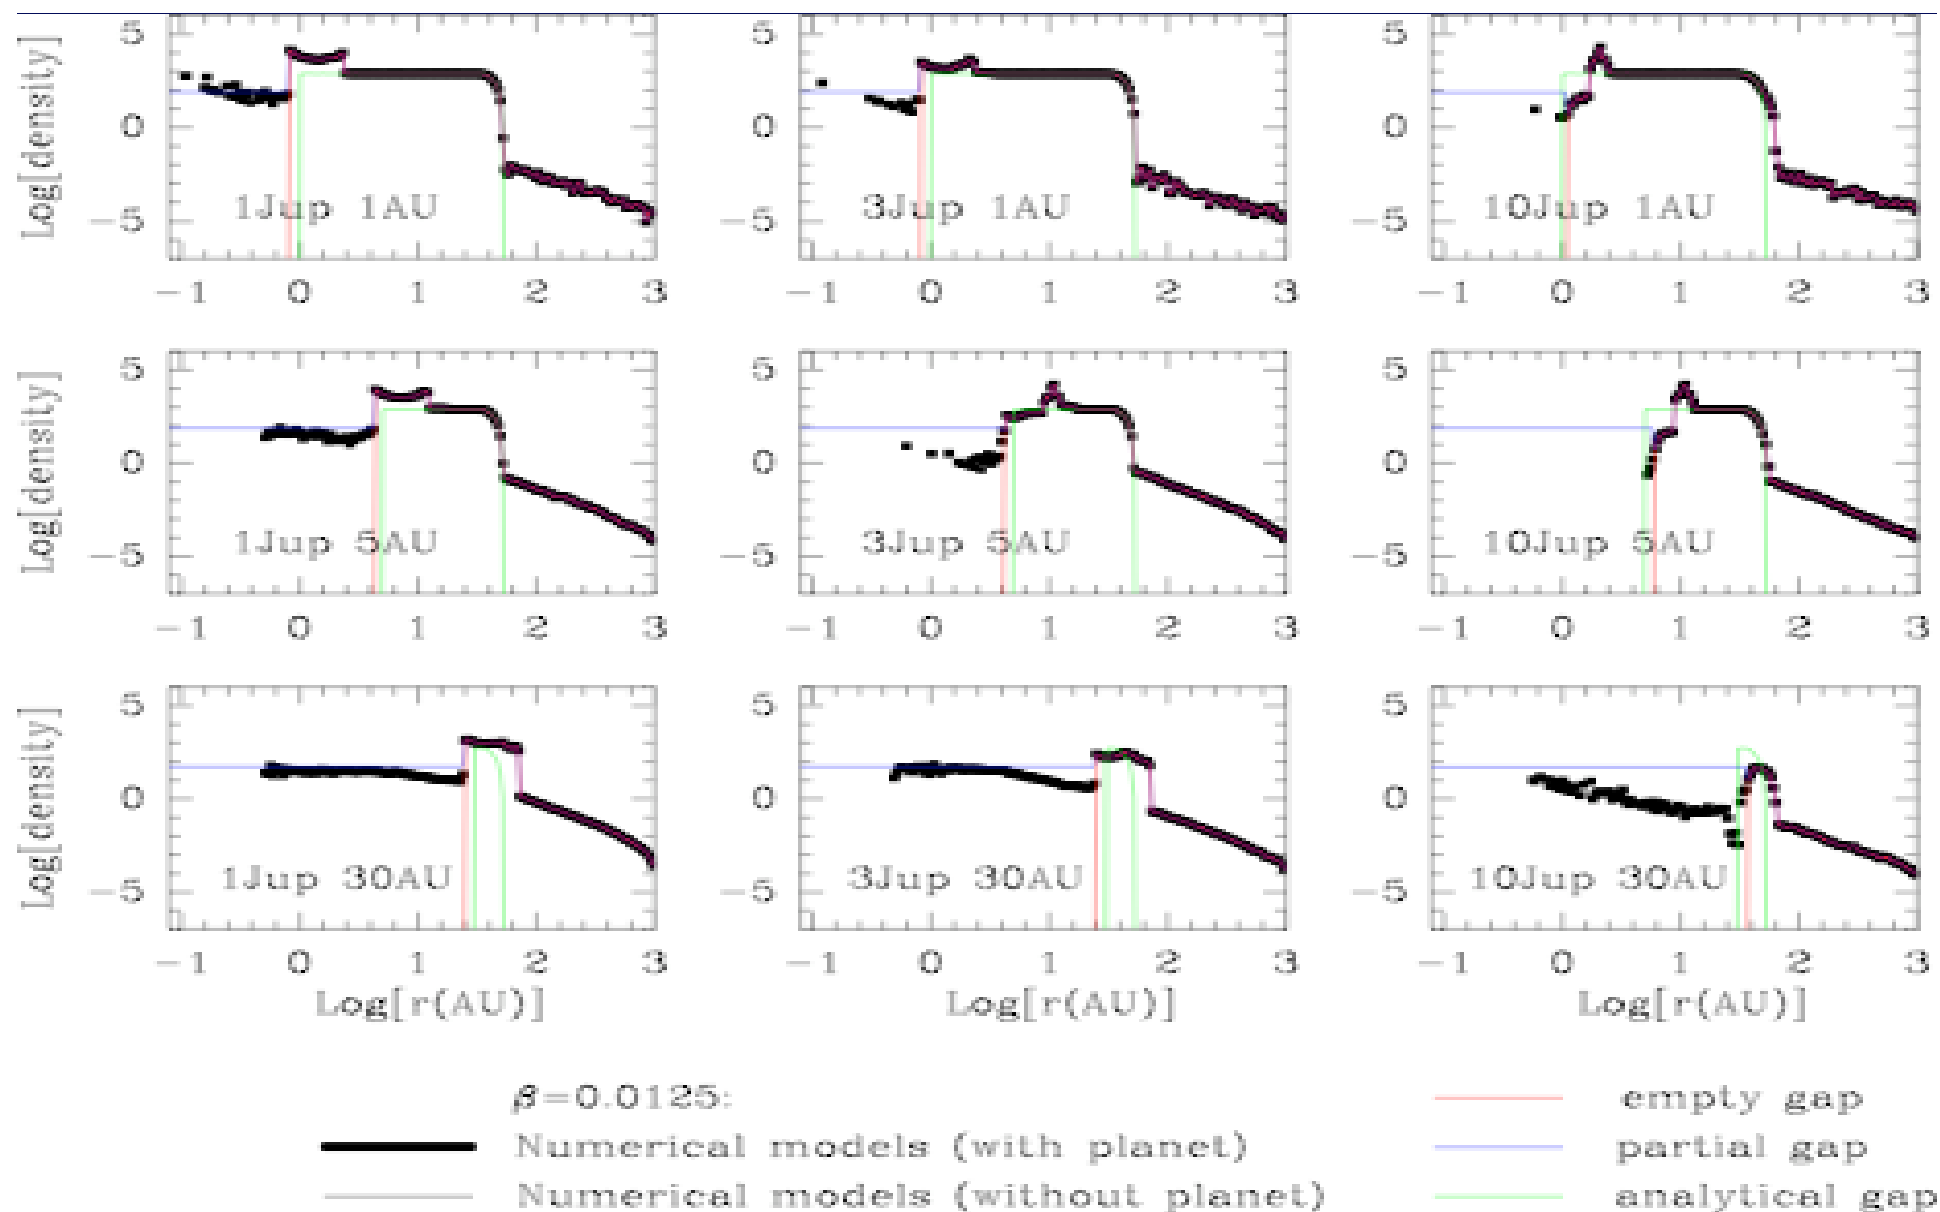 Log[density]
5
0
−5
1Jup 1AU
−1 0 1 2 3
5
0
−5
3Jup 1AU
−1 0 1 2 3
5
0
−5
10Jup 1AU
−1 0 1 2 3
Log[density]
5
0
−5
1Jup 5AU
−1 0 1 2 3
5
0
−5
3Jup 5AU
−1 0 1 2 3
5
0
−5
10Jup 5AU
−1 0 1 2 3
Log[density]
5
0
−5
1Jup 30AU
−1 0 1 2 3
Log[r(AU)]
5
0
−5
3Jup 30AU
−1 0 1 2 3
Log[r(AU)]
5
0
−5
10Jup 30AU
−1 0 1 2 3
Log[r(AU)]
β=0.0125:
Numerical models (with planet)
Numerical models (without planet)
empty gap
partial gap
analytical gap